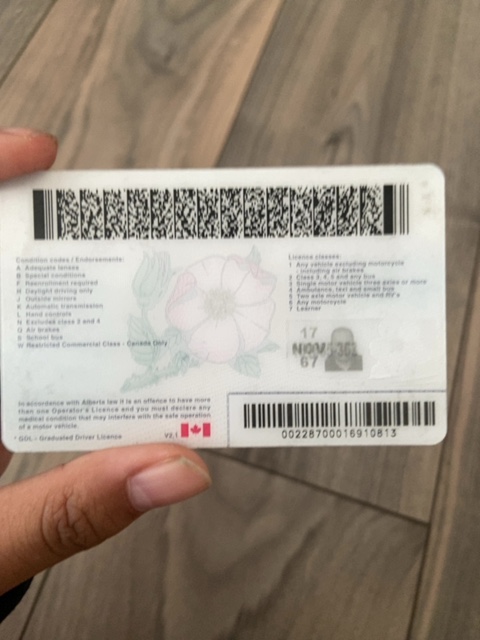 Condition codes / Endorsements:
A Adequate lenses
B Special conditions
F Reenrolment required
H Daylight driving only
J Outside mirrors
K Automatic transmission
L Hand controls
N Excludes class 3 and 4
Q Air brakes
S School bus
W Restricted Commercial Class - Canada Only
Licence classes:
1 Any vehicle excluding motorcycle
- including air brakes
2 Class 3, 4, 5 and any bus
3 Single motor vehicle three axles or more
4 Ambulance, taxi and small bus
5 Two axle motor vehicle and RV's
6 Any motorcycle
7 Learner
17
NOV
67
In accordance with Alberta law it is an offence to have more
than one Operator's Licence and you must declare any
medical condition that may interfere with the safe operation
of a motor vehicle.
* GDL - Graduated Driver Licence
V2.1
00228700016910813